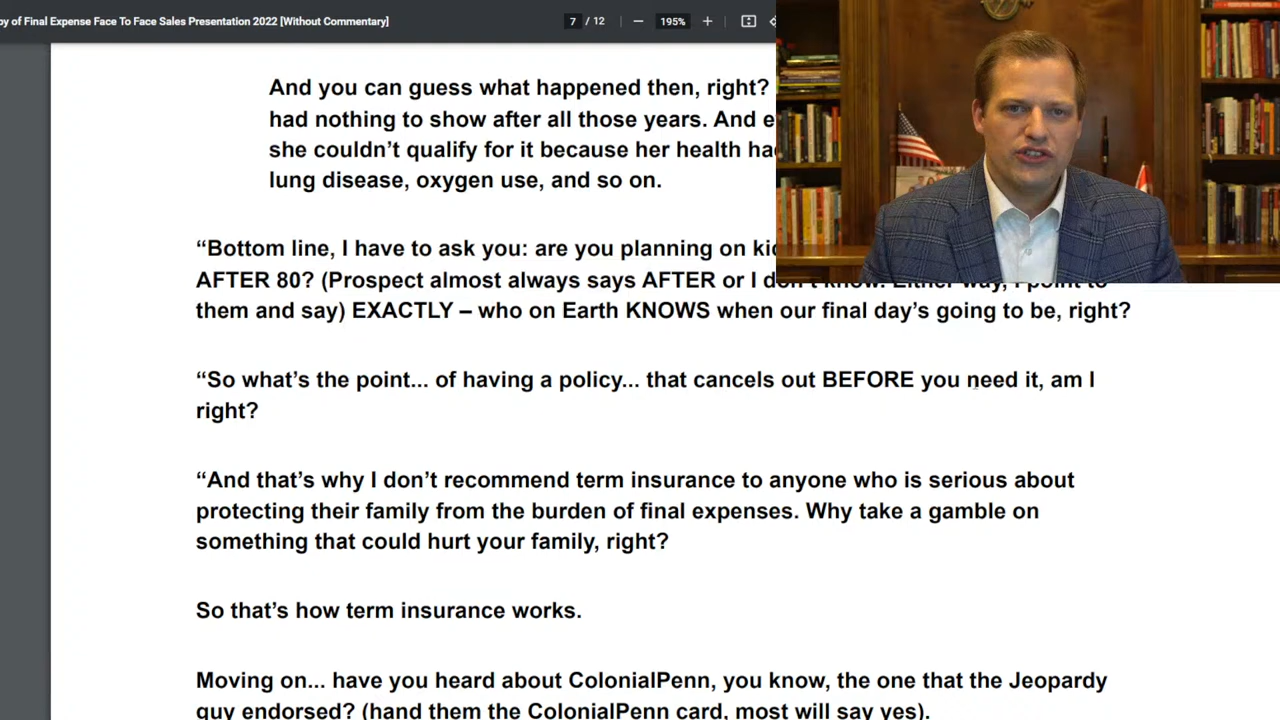 py of Final Expense Face To Face Sales Presentation 2022 [Without Commentary]
7 / 12
195%
And you can guess what happened then, right?
had nothing to show after all those years. And
she couldn’t qualify for it because her health
lung disease, oxygen use, and so on.
“Bottom line, I have to ask you: are you planning on
AFTER 80? (Prospect almost always says AFTER or I don’t know. Either way, I point to
them and say) EXACTLY – who on Earth KNOWS when our final day’s going to be, right?
“So what’s the point... of having a policy... that cancels out BEFORE you need it, am I
right?
“And that’s why I don’t recommend term insurance to anyone who is serious about
protecting their family from the burden of final expenses. Why take a gamble on
something that could hurt your family, right?
So that’s how term insurance works.
Moving on... have you heard about ColonialPenn, you know, the one that the Jeopardy
guy endorsed? (hand them the ColonialPenn card, most will say yes).